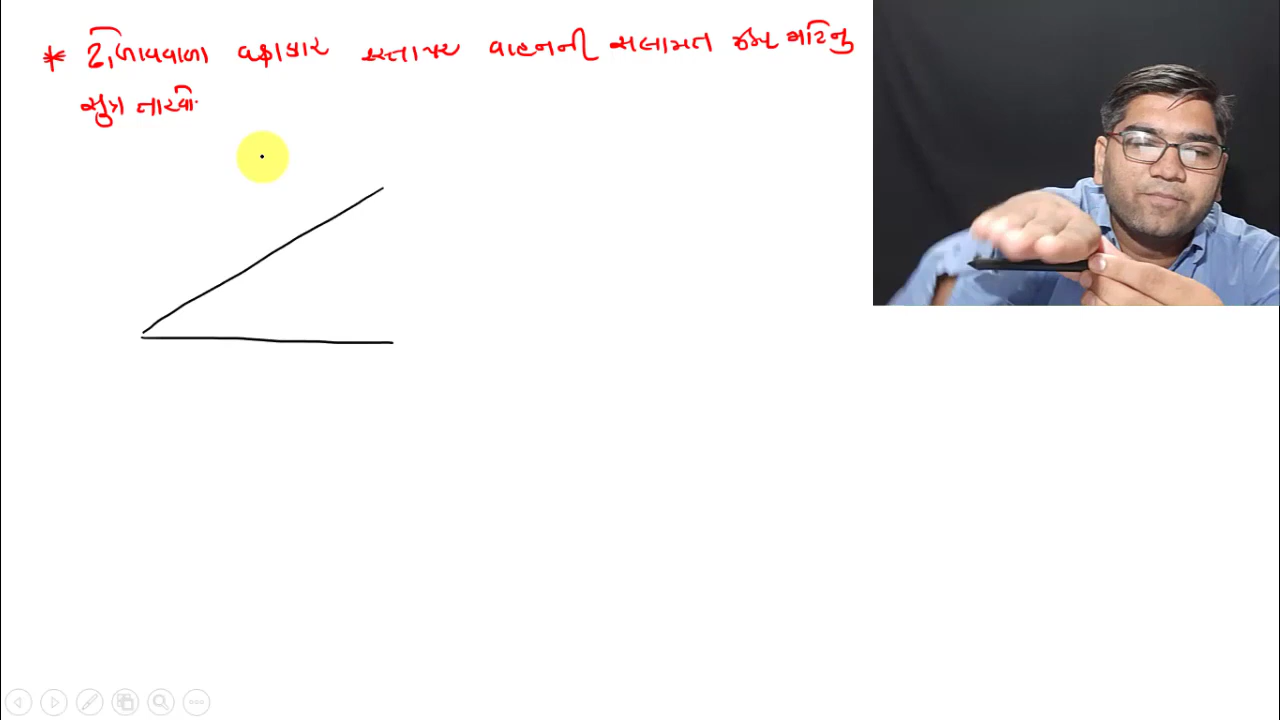 * ઢોળાવવાળા વક્રાકાર રસ્તા પર વાહનની સલામત ઝડપ માટેનુ
સુત્ર તારવો.